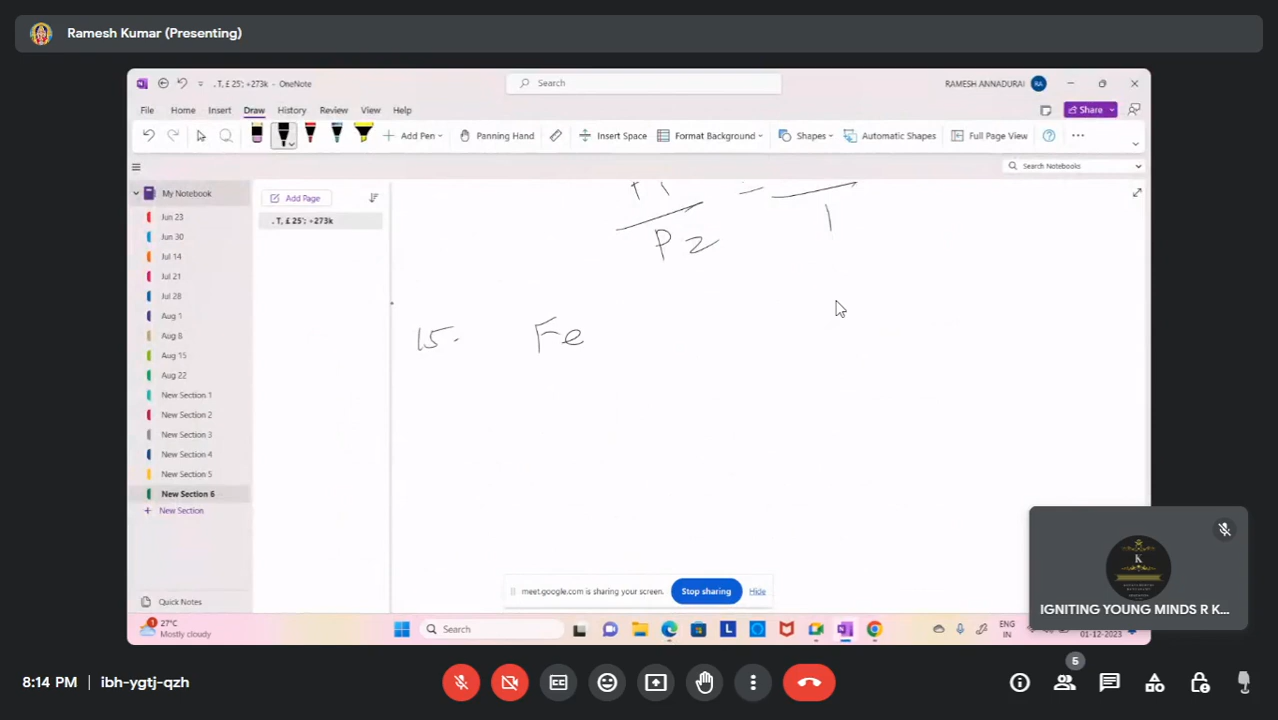 Ramesh Kumar (Presenting)
. T, £ 25'; +273k - OneNote
Search
RAMESH ANNADURAI RA
File Home Insert Draw History Review View Help
Share
Add Pen Panning Hand Insert Space Format Background Shapes Automatic Shapes Full Page View
Search Notebooks
My Notebook
Add Page
. T, £ 25'; +273k
Jun 23
Jun 30
Jul 14
Jul 21
Jul 28
Aug 1
Aug 8
Aug 15
Aug 22
New Section 1
New Section 2
New Section 3
New Section 4
New Section 5
New Section 6
New Section
Quick Notes
=
P2 1
15. Fe
K
IGNITING YOUNG MINDS R K...
meet.google.com is sharing your screen. Stop sharing Hide
1 27°C
Mostly cloudy
Search
ENG
IN
01-12-2023
8:14 PM | ibh-ygtj-qzh
5